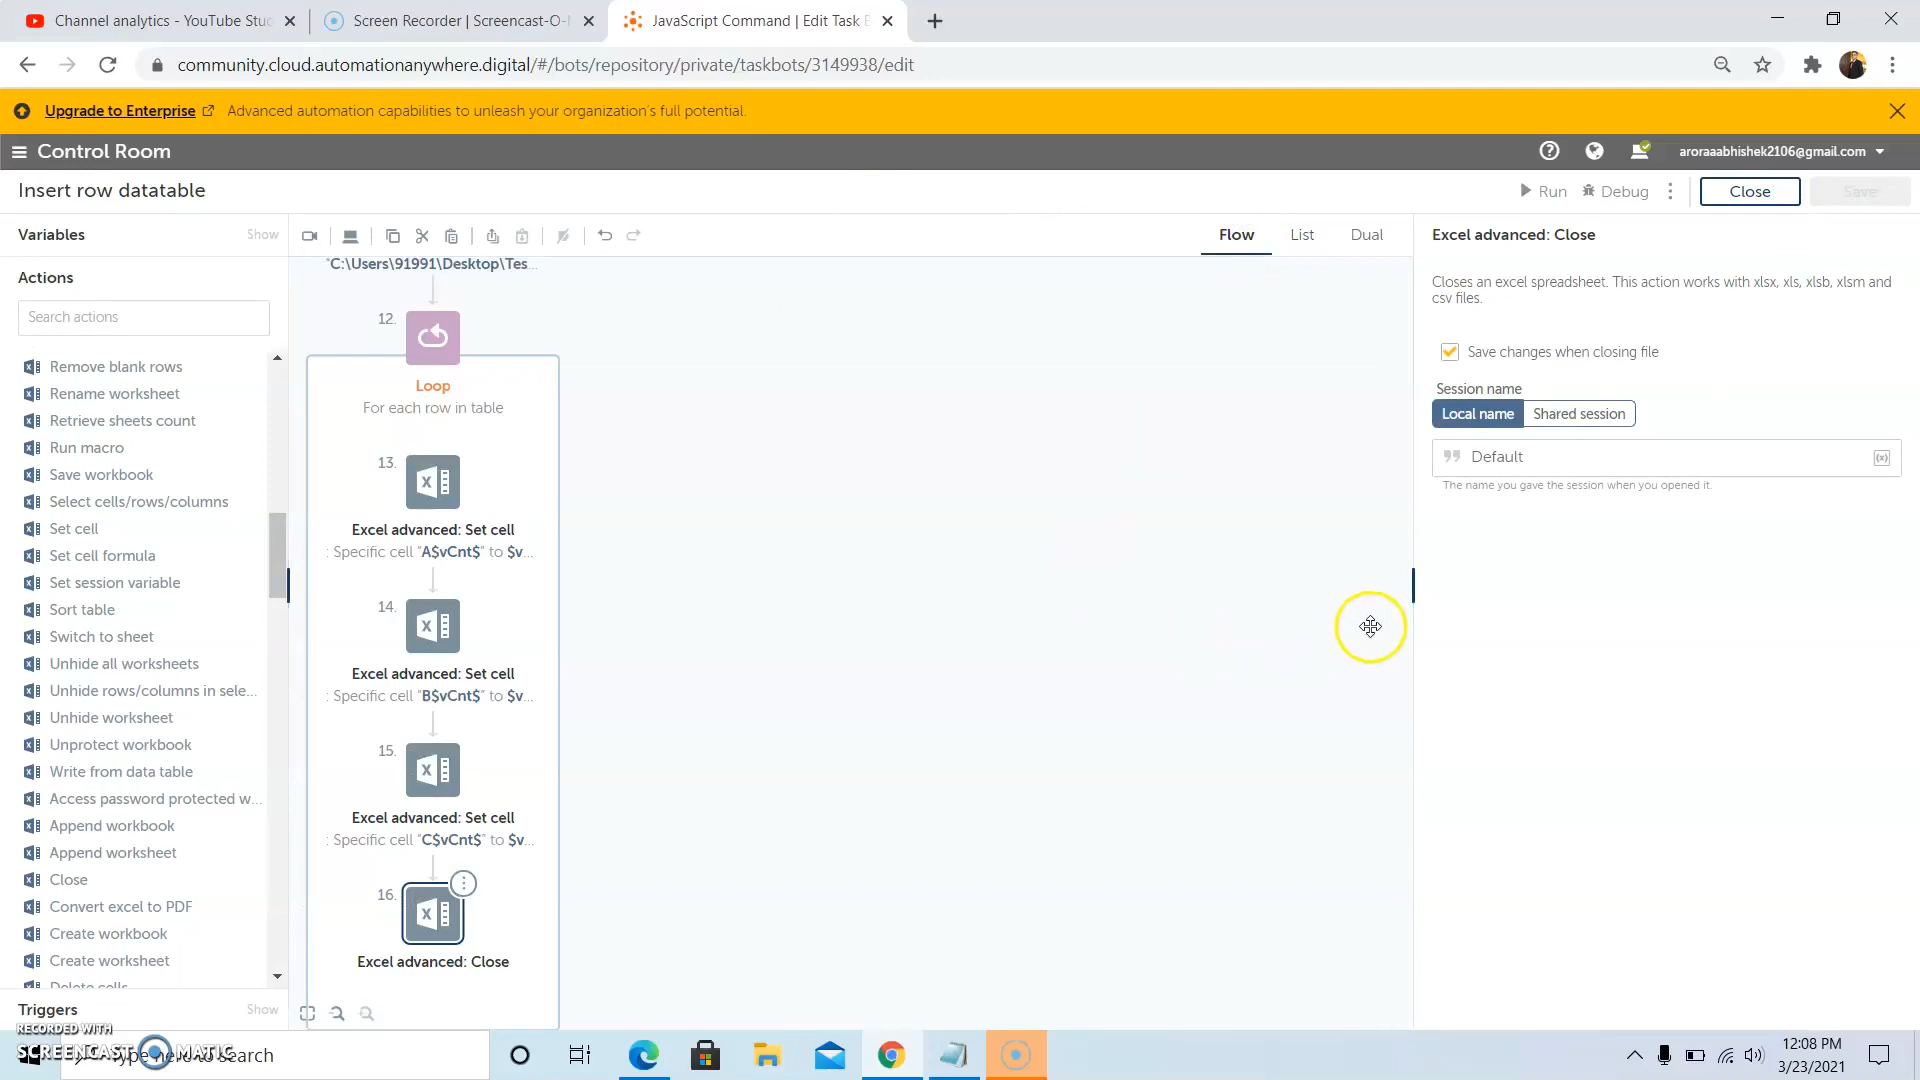 Channel analytics - YouTube Stu
Screen Recorder | Screencast-O-
JavaScript Command | Edit Task B
community.cloud.automationanywhere.digital/#/bots/repository/private/taskbots/3149938/edit
Upgrade to Enterprise
Advanced automation capabilities to unleash your organization's full potential.
Control Room
aroraaabhishek2106@gmail.com
Insert row datatable
Run
Debug
Close
Save
Variables
Show
Flow
List
Dual
Excel advanced: Close
Actions
Search actions
Remove blank rows
Rename worksheet
Retrieve sheets count
Run macro
Save workbook
Select cells/rows/columns
Set cell
Set cell formula
Set session variable
Sort table
Switch to sheet
Unhide all worksheets
Unhide rows/columns in sele...
Unhide worksheet
Unprotect workbook
Write from data table
Access password protected w...
Append workbook
Append worksheet
Close
Convert excel to PDF
Create workbook
Create worksheet
Delete cells
Triggers
Show
"C:\Users\91991\Desktop\Tes...
12.
Loop
For each row in table
13.
Excel advanced: Set cell
: Specific cell "A$vCnt$" to $v...
14.
Excel advanced: Set cell
: Specific cell "B$vCnt$" to $v...
15.
Excel advanced: Set cell
: Specific cell "C$vCnt$" to $v...
16.
Excel advanced: Close
Closes an excel spreadsheet. This action works with xlsx, xls, xlsb, xlsm and
csv files.
Save changes when closing file
Session name
Local name
Shared session
Default
(x)
The name you gave the session when you opened it.
RECORDED WITH
SCREENCAST MATIC
Type here to search
12:08 PM
3/23/2021